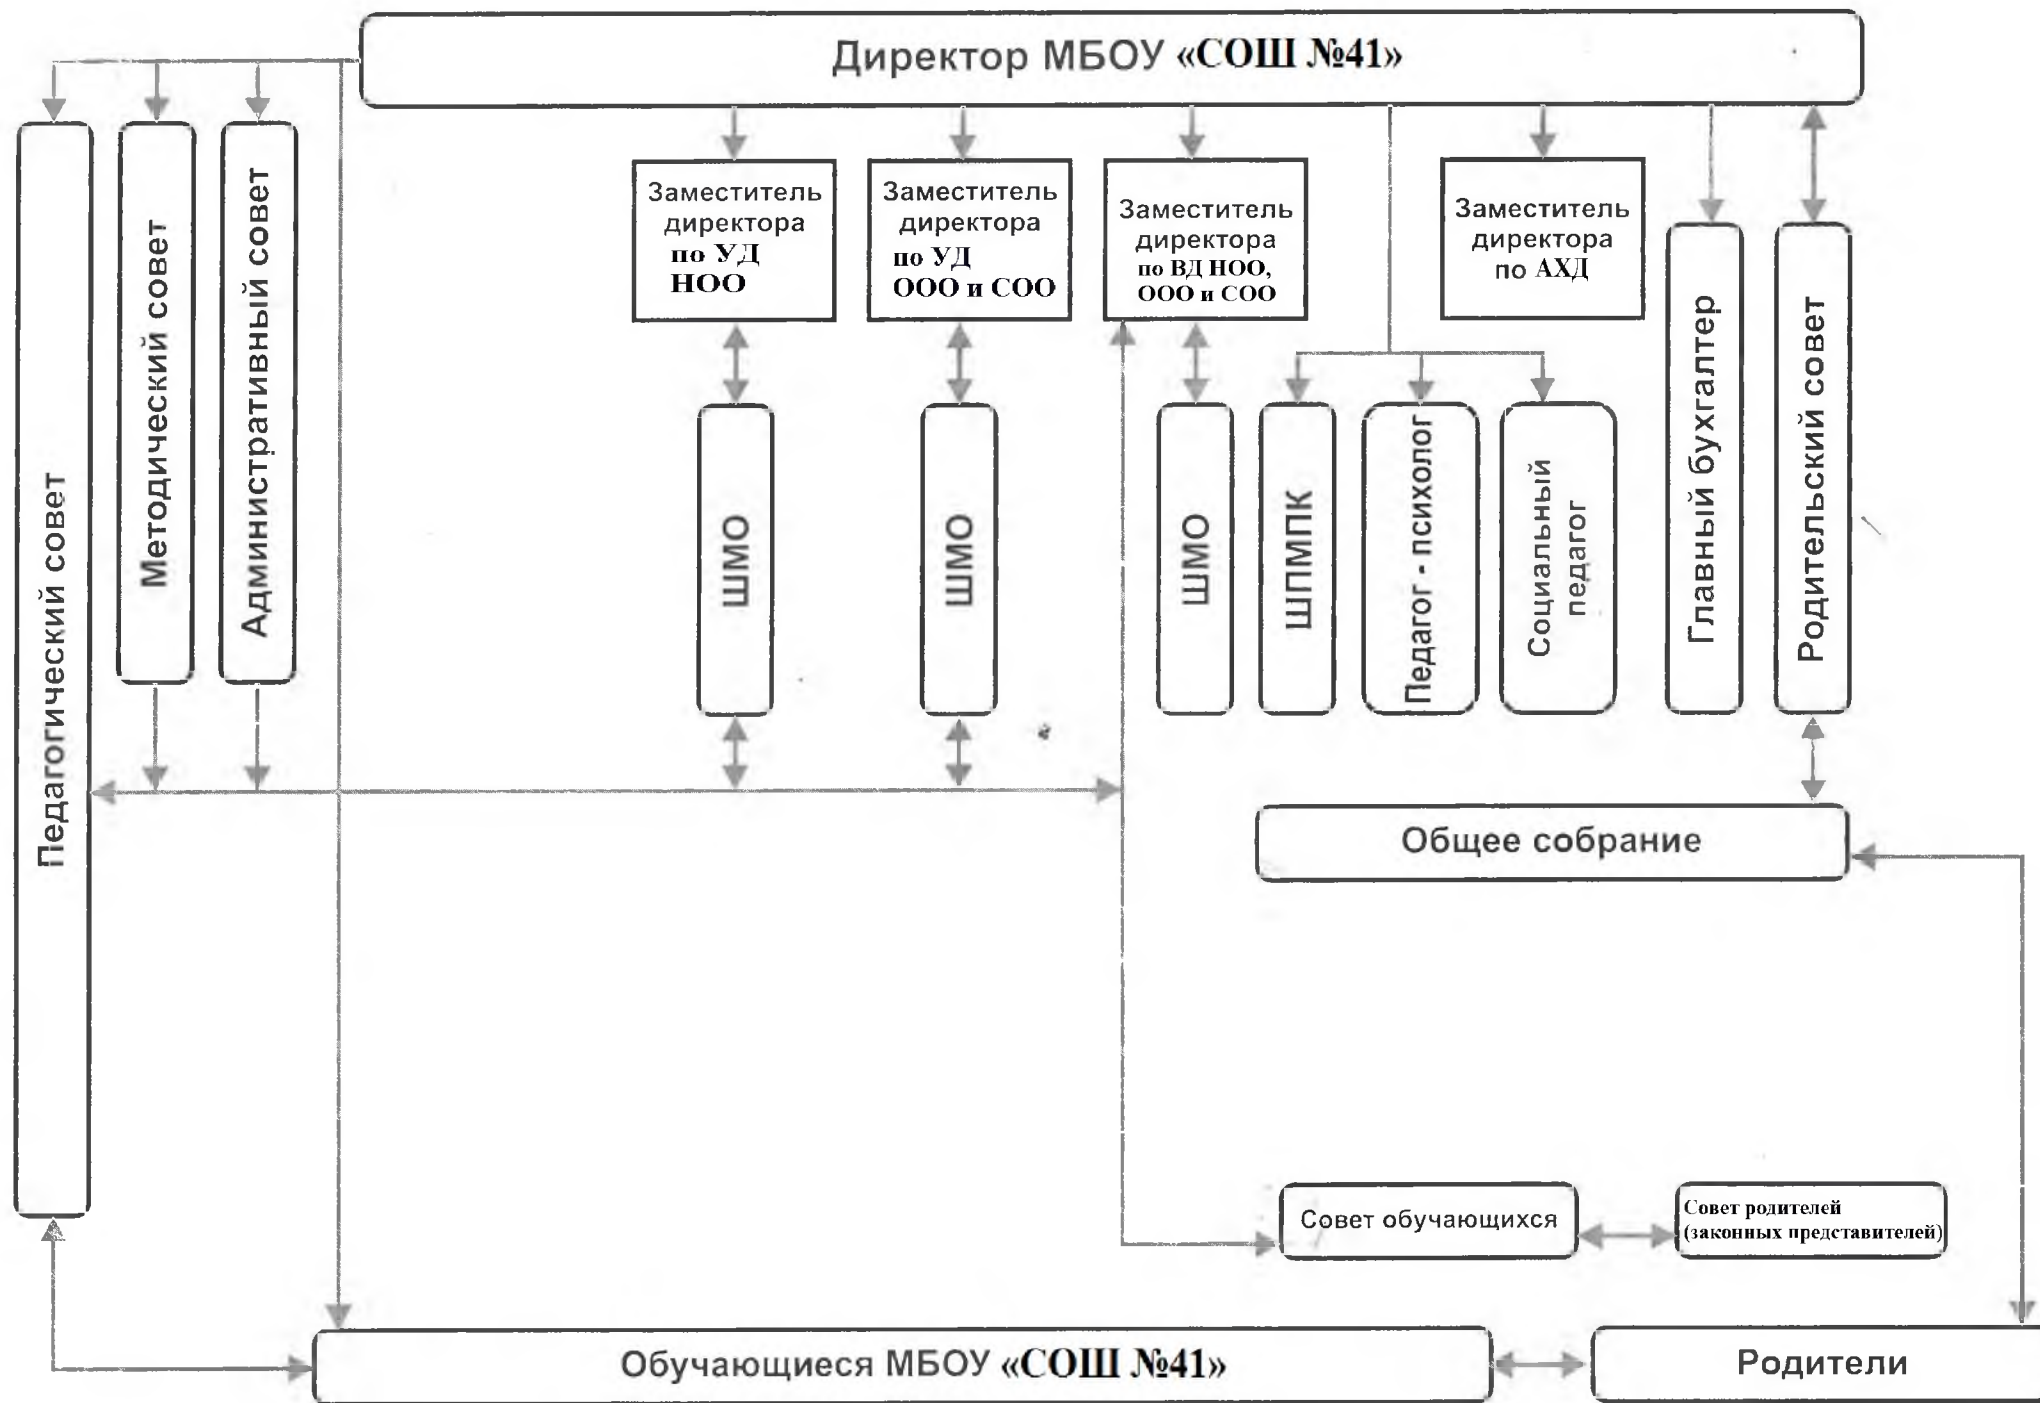 Директор МБОУ «СОШ №41»
Педагогический совет
Методический совет
Административный совет
Заместитель
директора
по УД
НОО
Заместитель
директора
по УД
ООО и СОО
Заместитель
директора
по ВД НОО,
ООО и СОО
Заместитель
директора
по АХД
Главный бухгалтер
Родительский совет
ШМО
ШМО
ШМО
ШПМПК
Педагог - психолог
Социальный
педагог
Общее собрание
Совет обучающихся
Совет родителей
(законных представителей)
Обучающиеся МБОУ «СОШ №41»
Родители